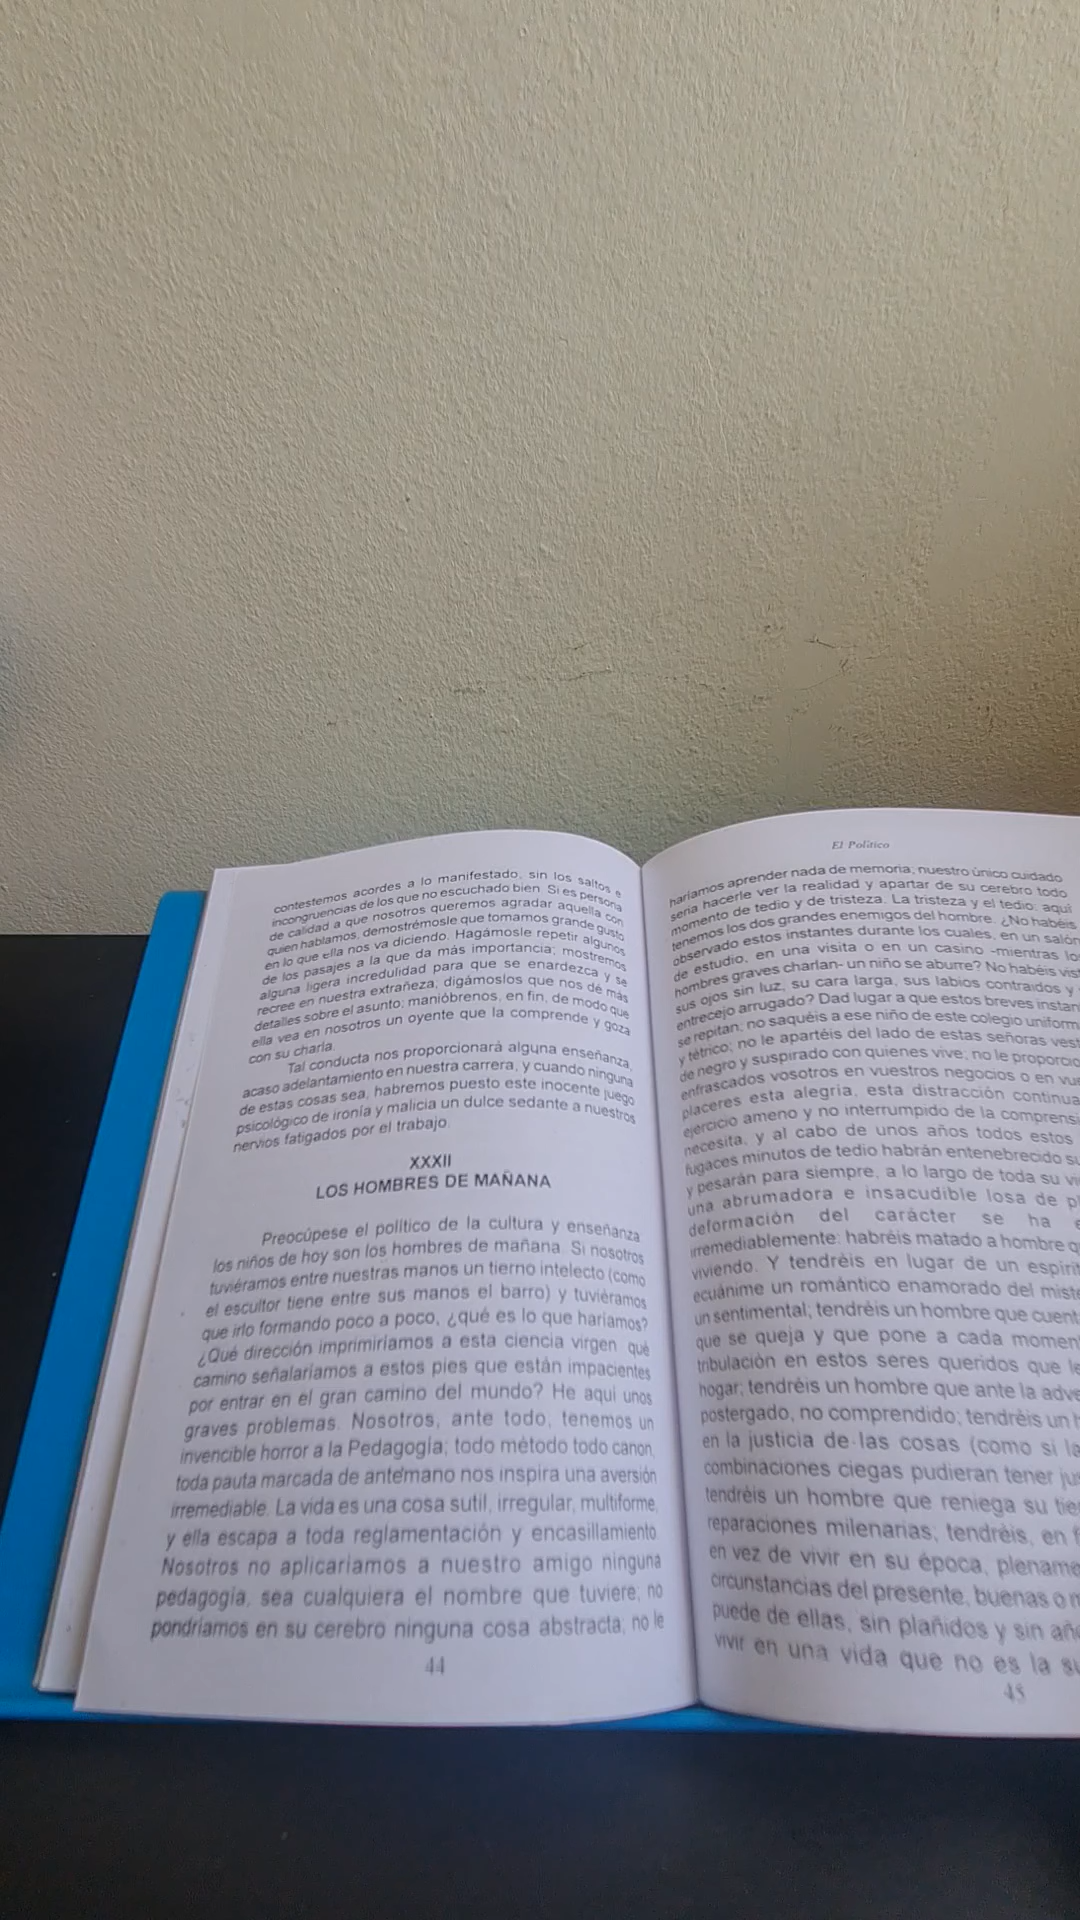 contestemos acordes a lo manifestado, sin los saltos e
incongruencias de los que no escuchado bien. Si es persona
de calidad a que nosotros queremos agradar aquella con
quien hablamos, demostrémosle que tomamos grande gusto
en lo que ella nos va diciendo. Hagámosle repetir algunos
de los pasajes a la que da más importancia; mostremos
alguna ligera incredulidad para que se enardezca y se
recree en nuestra extrañeza; digámoslos que nos dé más
detalles sobre el asunto; manióbrenos, en fin, de modo que
ella vea en nosotros un oyente que la comprende y goza
con su charla.
Tal conducta nos proporcionará alguna enseñanza,
acaso adelantamiento en nuestra carrera, y cuando ninguna
de estas cosas sea, habremos puesto este inocente juego
psicológico de ironía y malicia un dulce sedante a nuestros
nervios fatigados por el trabajo.
XXXII
LOS HOMBRES DE MAÑANA
Preocúpese el político de la cultura y enseñanza
los niños de hoy son los hombres de mañana. Si nosotros
tuviéramos entre nuestras manos un tierno intelecto (como
el escultor tiene entre sus manos el barro) y tuviéramos
que irlo formando poco a poco, ¿qué es lo que haríamos?
¿Qué dirección imprimiríamos a esta ciencia virgen qué
camino señalaríamos a estos pies que están impacientes
por entrar en el gran camino del mundo? He aquí unos
graves problemas. Nosotros, ante todo, tenemos un
invencible horror a la Pedagogía; todo método todo canon,
toda pauta marcada de antemano nos inspira una aversión
irremediable. La vida es una cosa sutil, irregular, multiforme,
y ella escapa a toda reglamentación y encasillamiento.
Nosotros no aplicaríamos a nuestro amigo ninguna
pedagogía, sea cualquiera el nombre que tuviere; no
pondríamos en su cerebro ninguna cosa abstracta; no le
44
El Político
haríamos aprender nada de memoria; nuestro único cuidado
sería hacerle ver la realidad y apartar de su cerebro todo
momento de tedio y de tristeza. La tristeza y el tedio: aquí
tenemos los dos grandes enemigos del hombre. ¿No habéis
observado estos instantes durante los cuales, en un salón
de estudio, en una visita o en un casino -mientras
hombres graves charlan- un niño se aburre? No habéis
sus ojos sin luz, su cara larga, sus labios contraídos y
entrecejo arrugado? Dad lugar a que estos breves
se repitan; no saquéis a ese niño de este colegio
y tétrico; no le apartéis del lado de estas señoras
de negro y suspirado con quienes vive; no le
enfrascados vosotros en vuestros negocios o en
placeres esta alegría, esta distracción continua
ejercicio ameno y no interrumpido de la
necesita, y al cabo de unos años todos estos
fugaces minutos de tedio habrán entenebrecido
y pesarán para siempre, a lo largo de toda su
una abrumadora e insacudible losa de
deformación del carácter se ha
irremediablemente: habréis matado a hombre
viviendo. Y tendréis en lugar de un
ecuánime un romántico enamorado del
un sentimental; tendréis un hombre que
que se queja y que pone a cada
tribulación en estos seres queridos que
hogar; tendréis un hombre que ante la
postergado, no comprendido; tendréis un
en la justicia de las cosas (como si
combinaciones ciegas pudieran tener
tendréis un hombre que reniega su
reparaciones milenarias; tendréis, en
en vez de vivir en su época,
circunstancias del presente, buenas o
puede de ellas, sin plañidos y sin
vivir en una vida que no es la
45